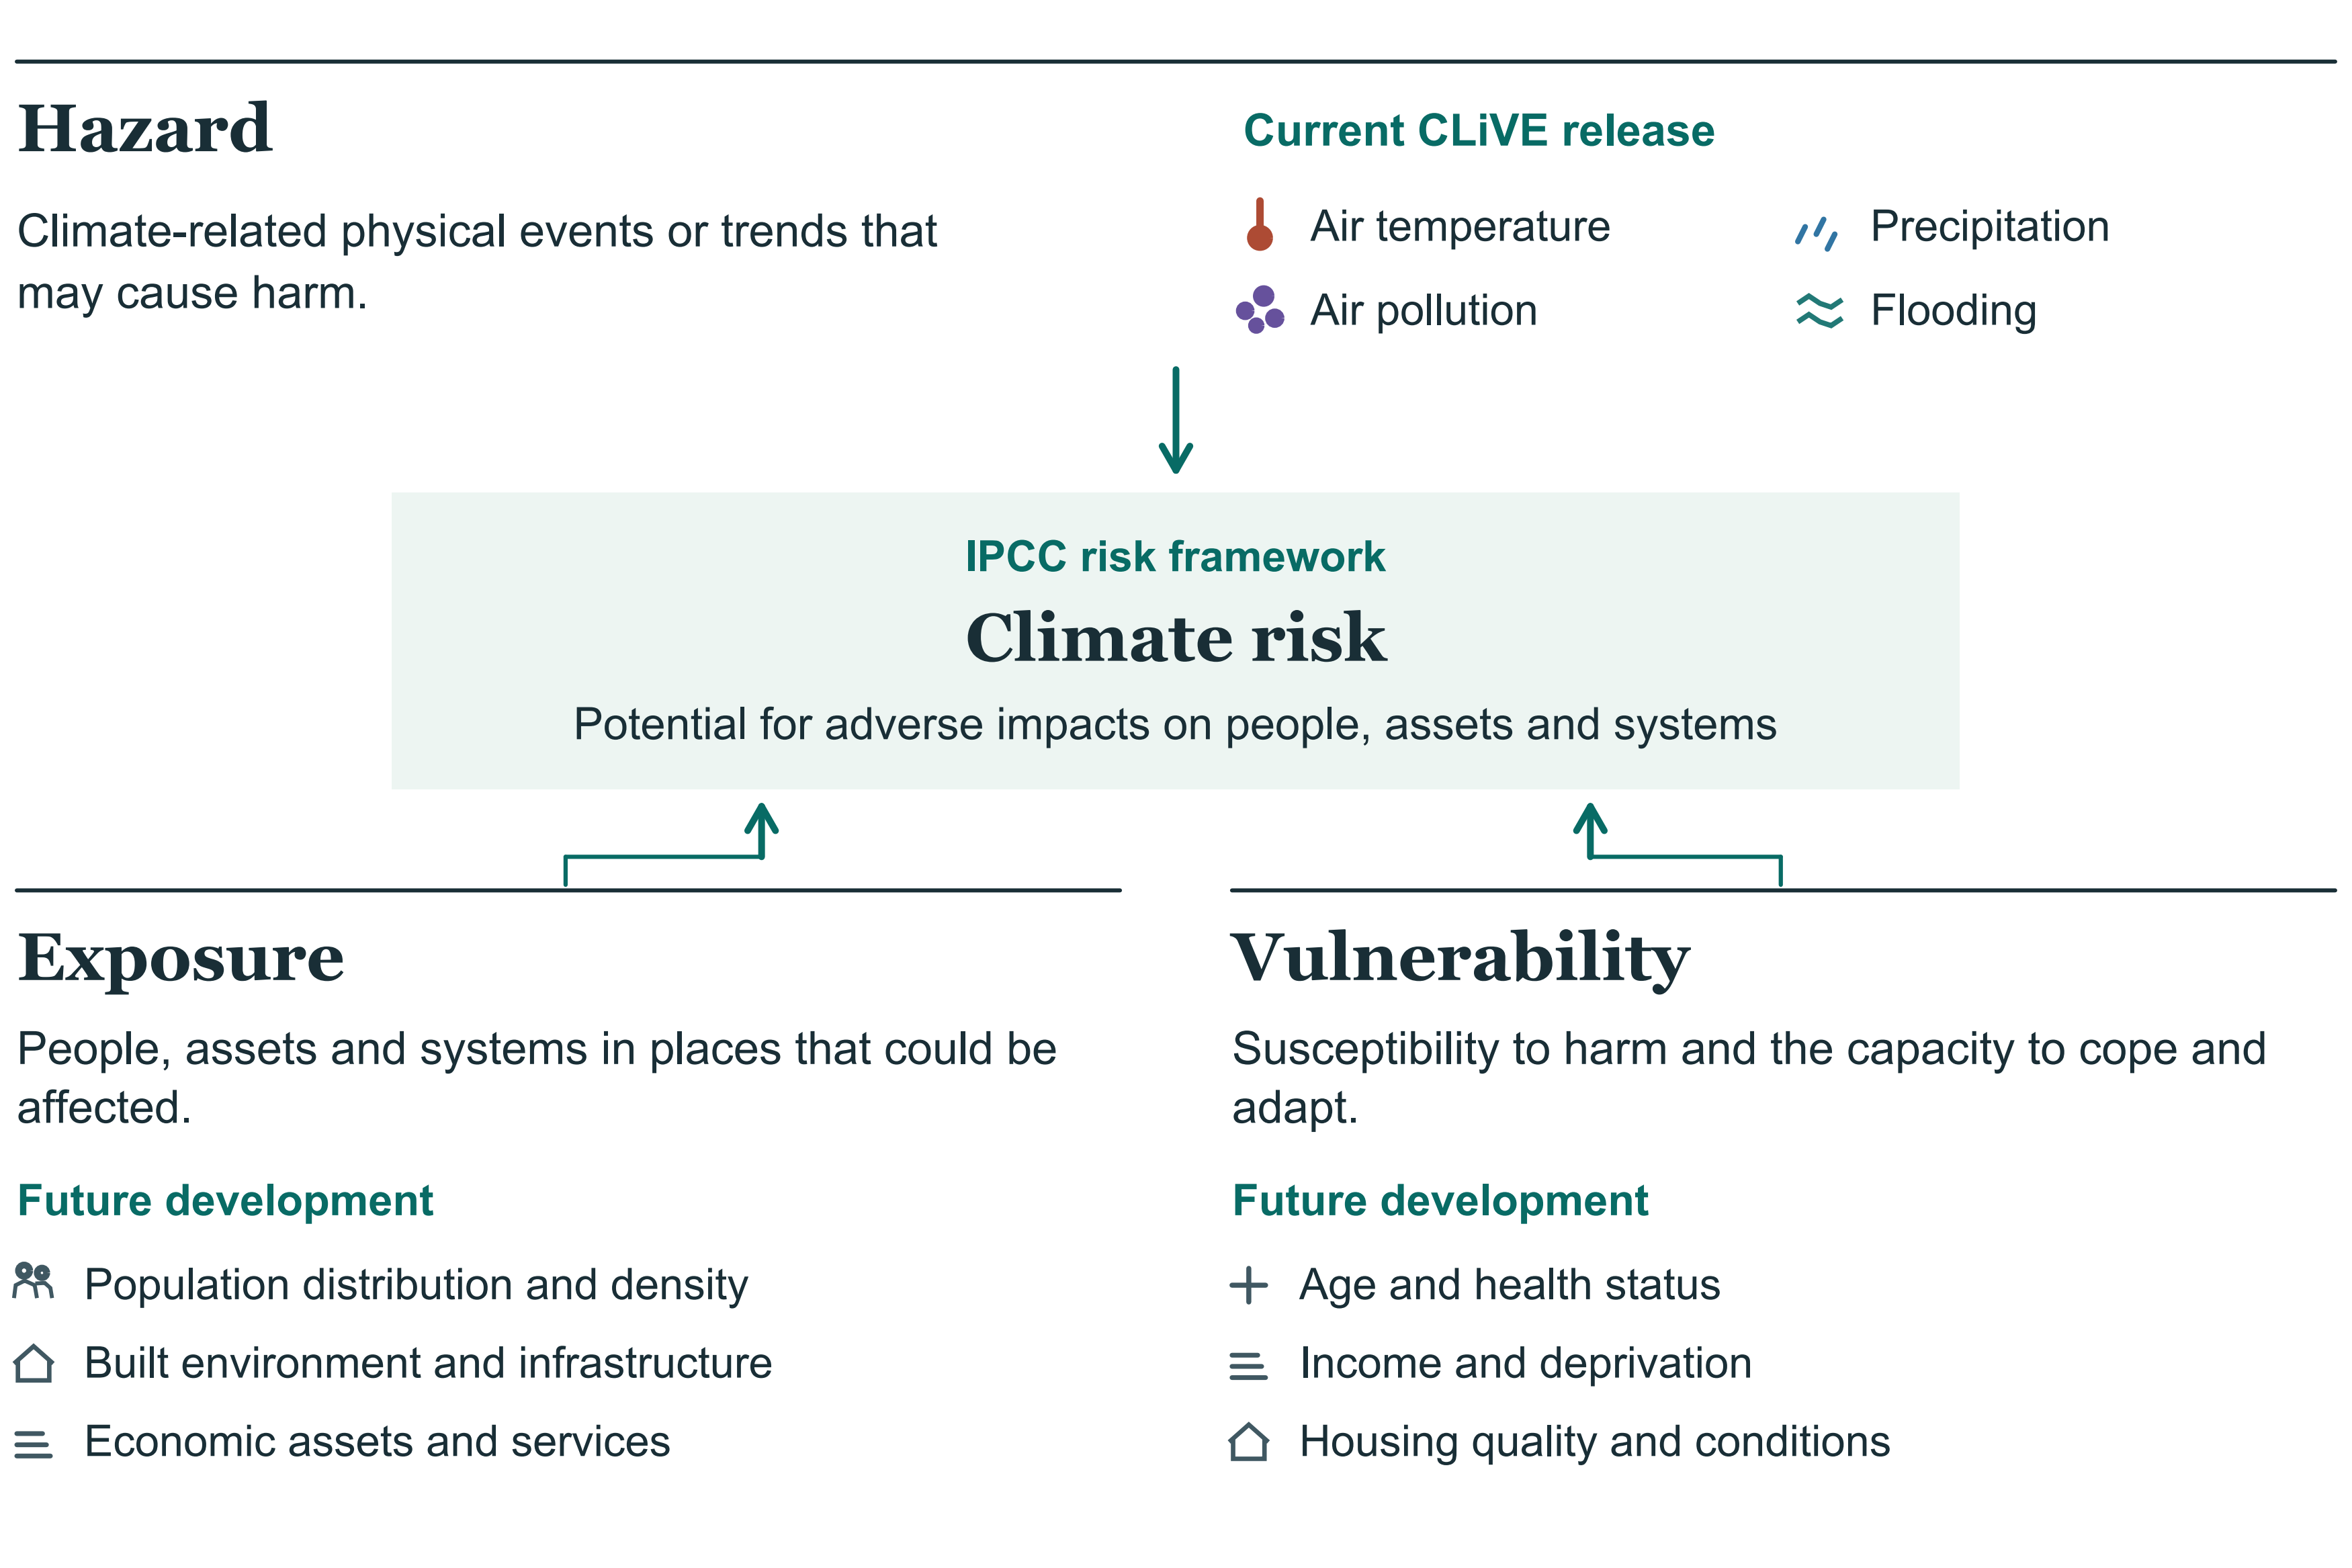 Hazard
Climate-related physical events or trends that
may cause harm.
Current CLiVE release
Air temperature
Precipitation
Air pollution
Flooding
IPCC risk framework
Climate risk
Potential for adverse impacts on people, assets and systems
Exposure
People, assets and systems in places that could be
affected.
Future development
Population distribution and density
Built environment and infrastructure
Economic assets and services
Vulnerability
Susceptibility to harm and the capacity to cope and
adapt.
Future development
Age and health status
Income and deprivation
Housing quality and conditions